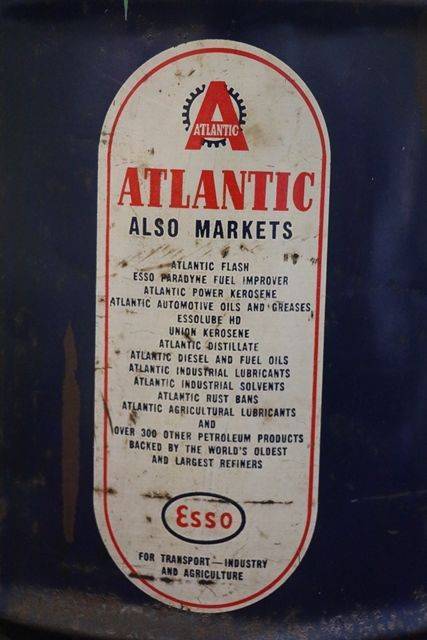 ATLANTIC
ATLANTIC
ALSO MARKETS
ATLANTIC FLASH
ESSO PARADYNE FUEL IMPROVER
ATLANTIC POWER KEROSENE
ATLANTIC AUTOMOTIVE OILS AND GREASES
ESSOLUBE HD
UNION KEROSENE
ATLANTIC DISTILLATE
ATLANTIC DIESEL AND FUEL OILS
ATLANTIC INDUSTRIAL LUBRICANTS
ATLANTIC INDUSTRIAL SOLVENTS
ATLANTIC RUST BANS
ATLANTIC AGRICULTURAL LUBRICANTS
AND
OVER 300 OTHER PETROLEUM PRODUCTS
BACKED BY THE WORLD'S OLDEST
AND LARGEST REFINERS
Esso
FOR TRANSPORT—INDUSTRY
AND AGRICULTURE